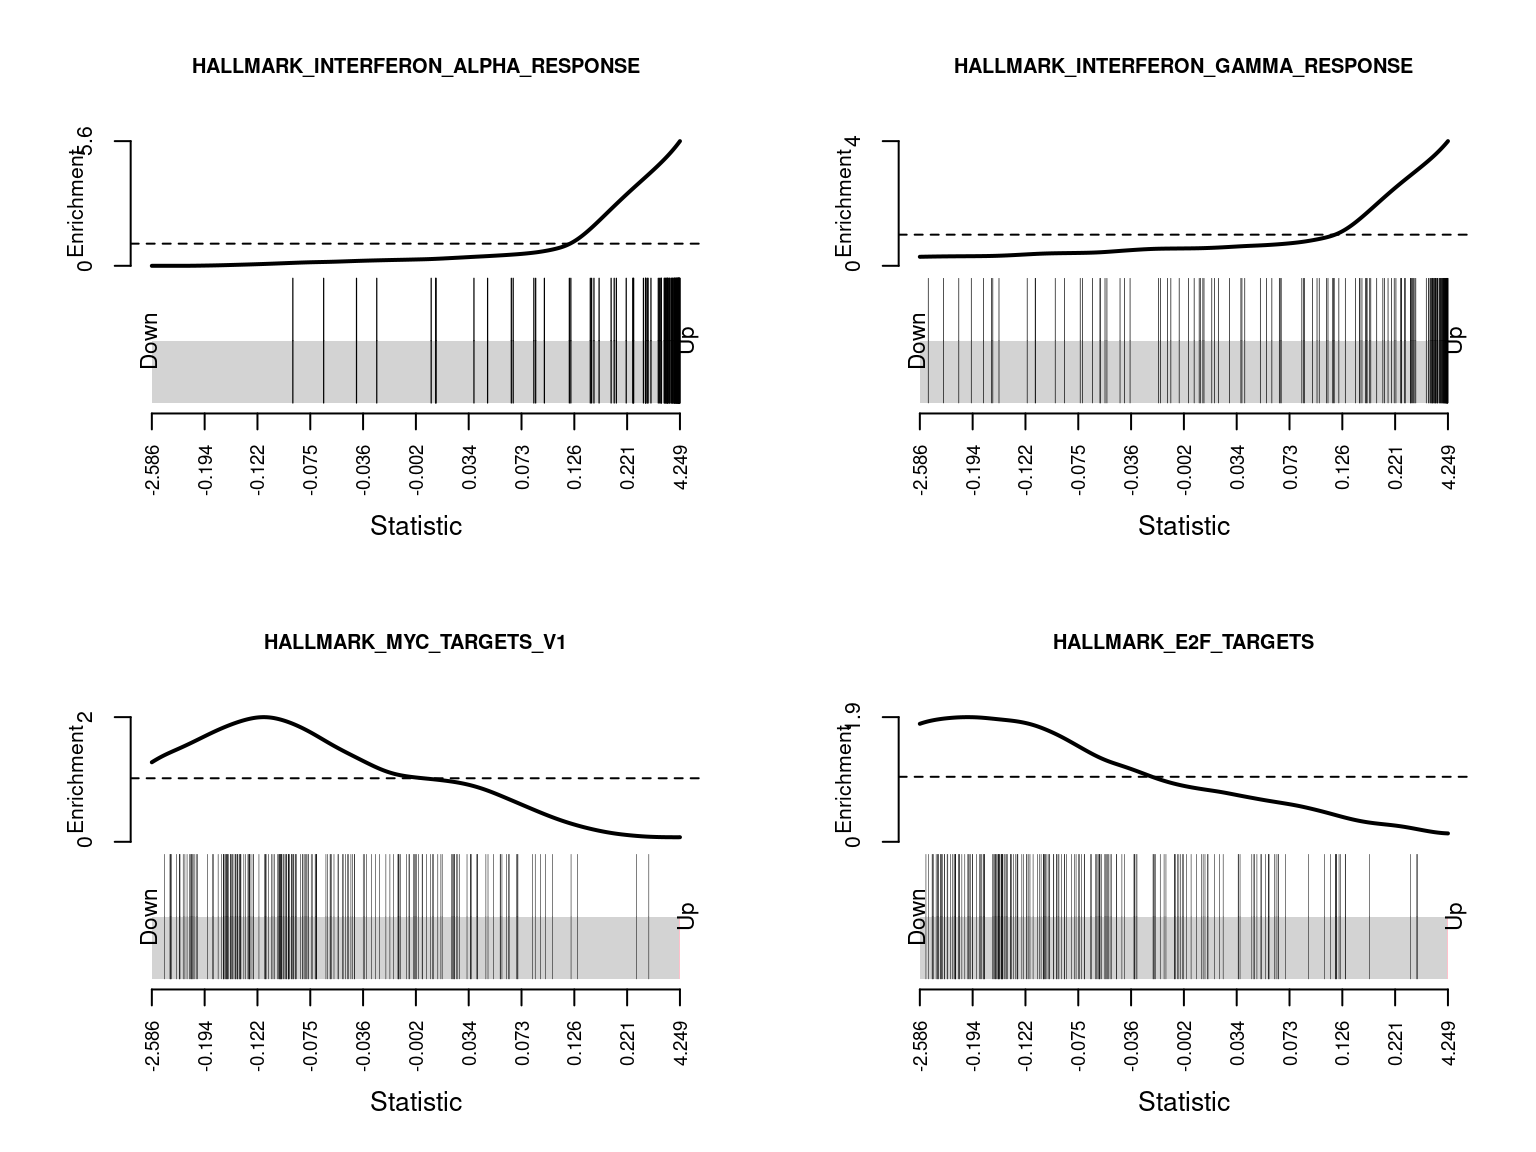 HALLMARK_INTERFERON_ALPHA_RESPONSE
Enrichment
5.6
0
Down
Up
-2.586 -0.194 -0.122 -0.075 -0.036 -0.002 0.034 0.073 0.126 0.221 4.249
Statistic
HALLMARK_INTERFERON_GAMMA_RESPONSE
Enrichment
4
0
Down
Up
-2.586 -0.194 -0.122 -0.075 -0.036 -0.002 0.034 0.073 0.126 0.221 4.249
Statistic
HALLMARK_MYC_TARGETS_V1
Enrichment
2
0
Down
Up
-2.586 -0.194 -0.122 -0.075 -0.036 -0.002 0.034 0.073 0.126 0.221 4.249
Statistic
HALLMARK_E2F_TARGETS
Enrichment
1.9
0
Down
Up
-2.586 -0.194 -0.122 -0.075 -0.036 -0.002 0.034 0.073 0.126 0.221 4.249
Statistic